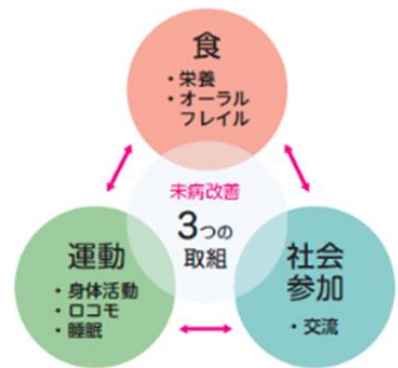 食
・栄養
・オーラル
フレイル
未病改善
3つの
取組
運動
・身体活動
・ロコモ
・睡眠
社会
参加
・交流